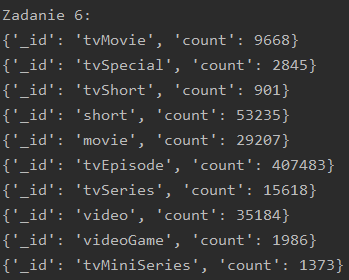 Zadanie 6:
{'_id': 'tvMovie', 'count': 9668}
{'_id': 'tvSpecial', 'count': 2845}
{'_id': 'tvShort', 'count': 901}
{'_id': 'short', 'count': 53235}
{'_id': 'movie', 'count': 29207}
{'_id': 'tvEpisode', 'count': 407483}
{'_id': 'tvSeries', 'count': 15618}
{'_id': 'video', 'count': 35184}
{'_id': 'videoGame', 'count': 1986}
{'_id': 'tvMiniSeries', 'count': 1373}